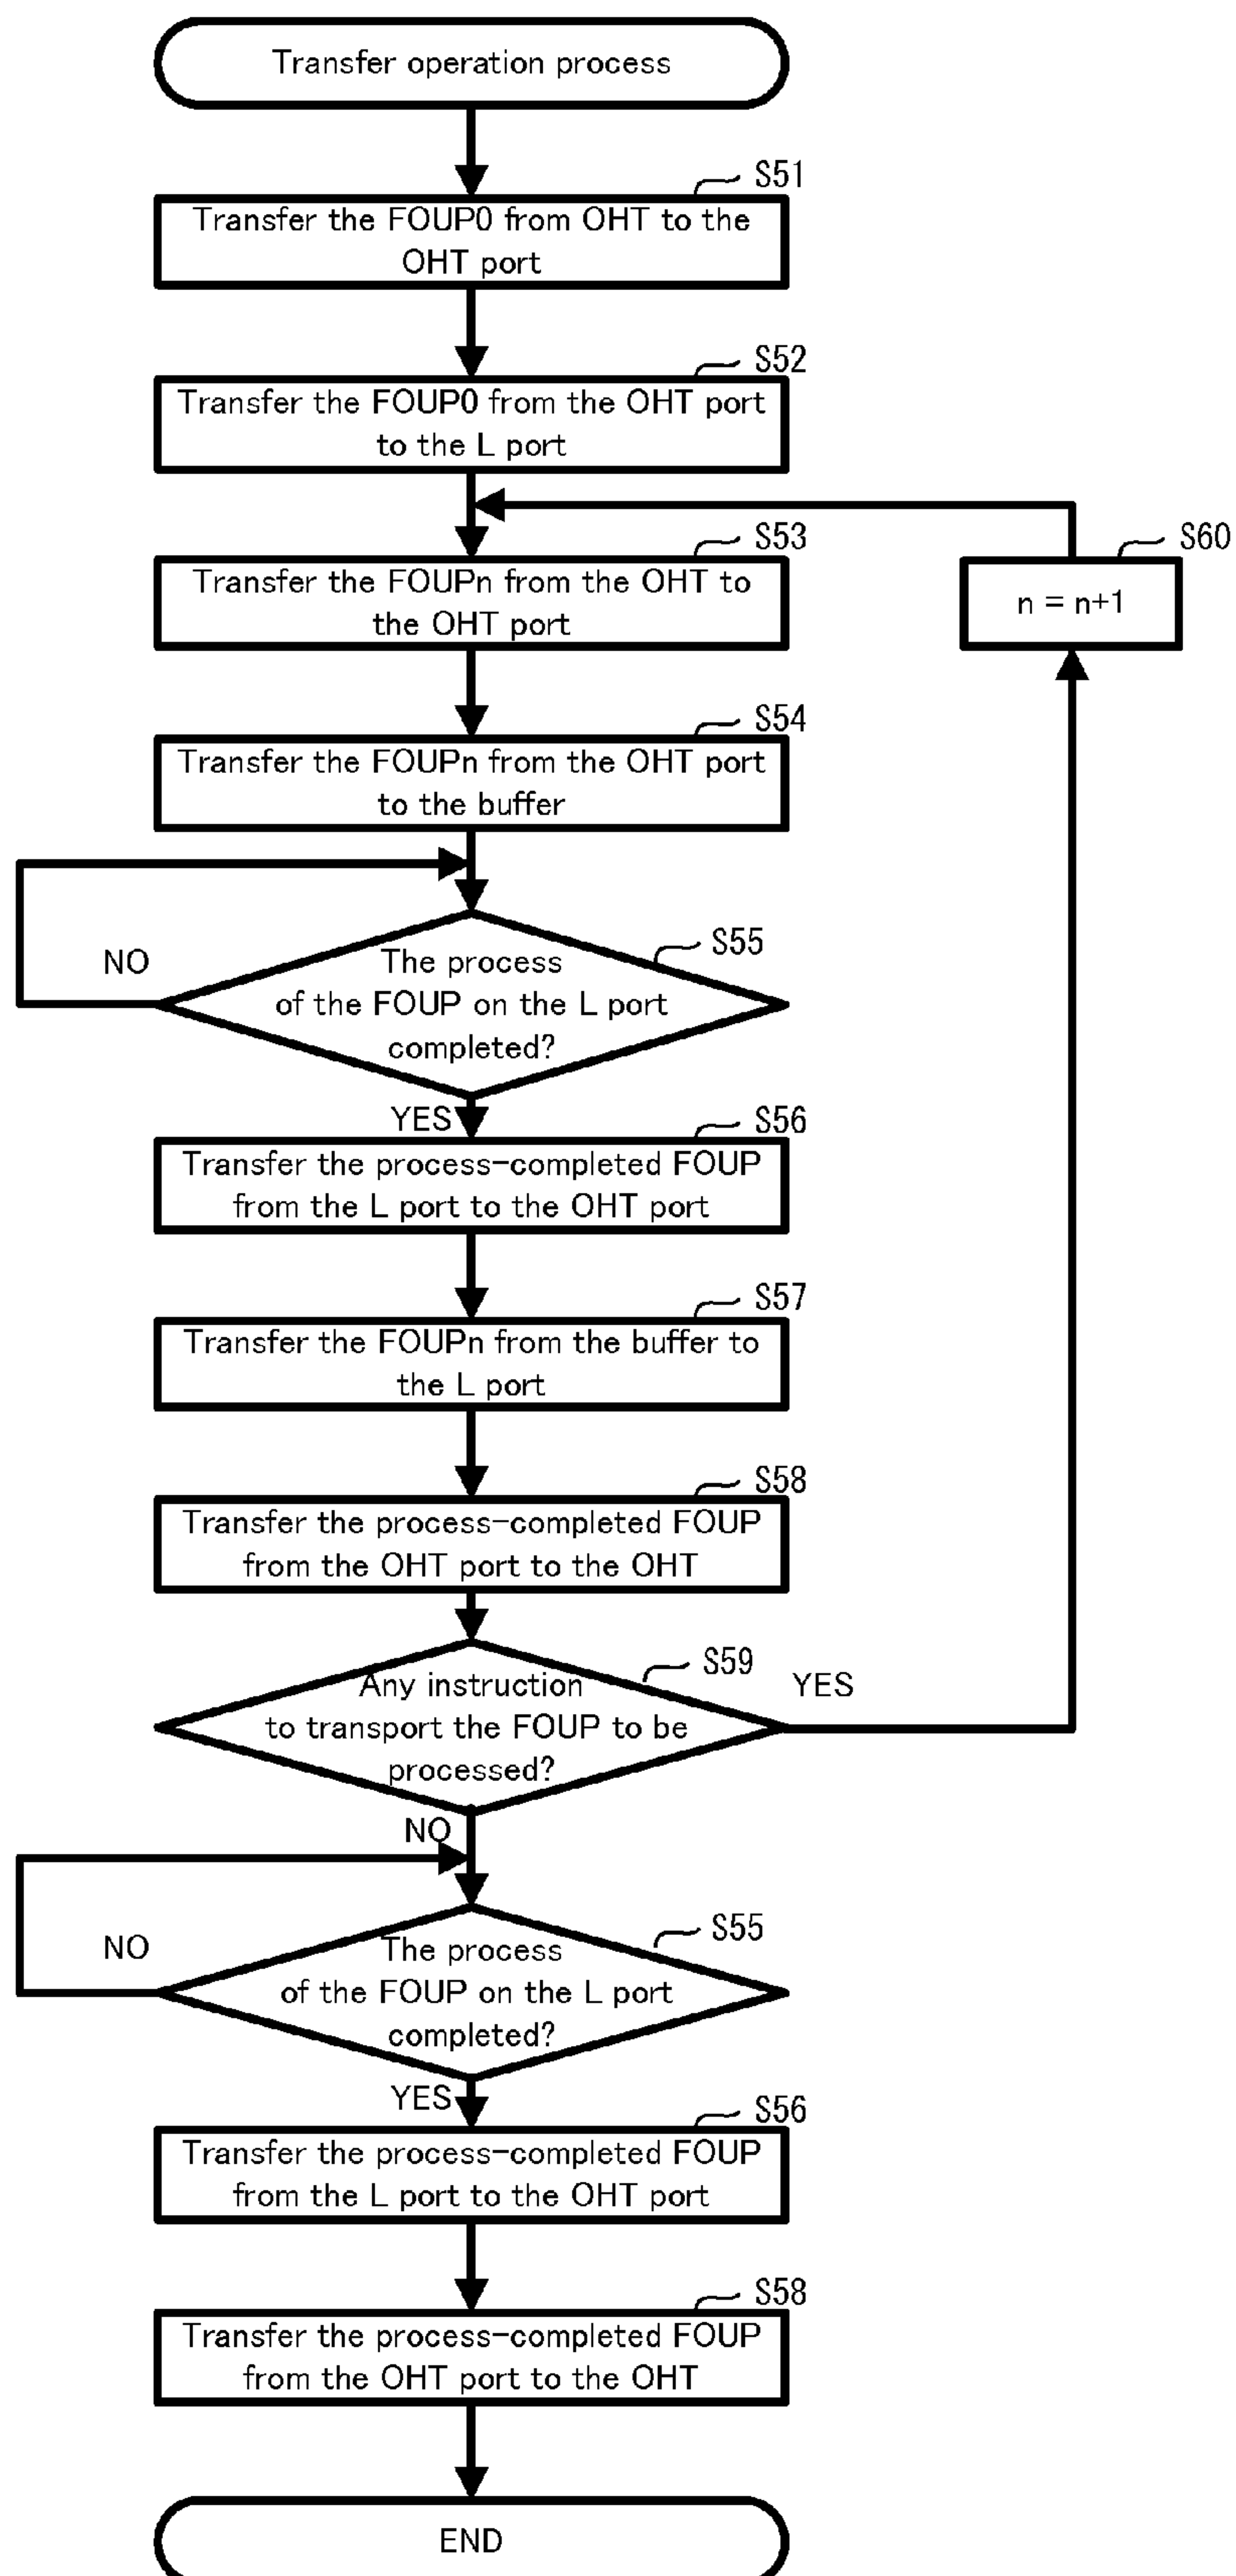 Transfer operation process
S51
Transfer the FOUP0 from OHT to the
OHT port
S52
Transfer the FOUP0 from the OHT port
to the L port
S53
Transfer the FOUPn from the OHT to
the OHT port
S60
n = n+1
S54
Transfer the FOUPn from the OHT port
to the buffer
S55
NO
The process
of the FOUP on the L port
completed?
YES
S56
Transfer the process-completed FOUP
from the L port to the OHT port
S57
Transfer the FOUPn from the buffer to
the L port
S58
Transfer the process-completed FOUP
from the OHT port to the OHT
S59
YES
Any instruction
to transport the FOUP to be
processed?
NO
S55
NO
The process
of the FOUP on the L port
completed?
YES
S56
Transfer the process-completed FOUP
from the L port to the OHT port
S58
Transfer the process-completed FOUP
from the OHT port to the OHT
END